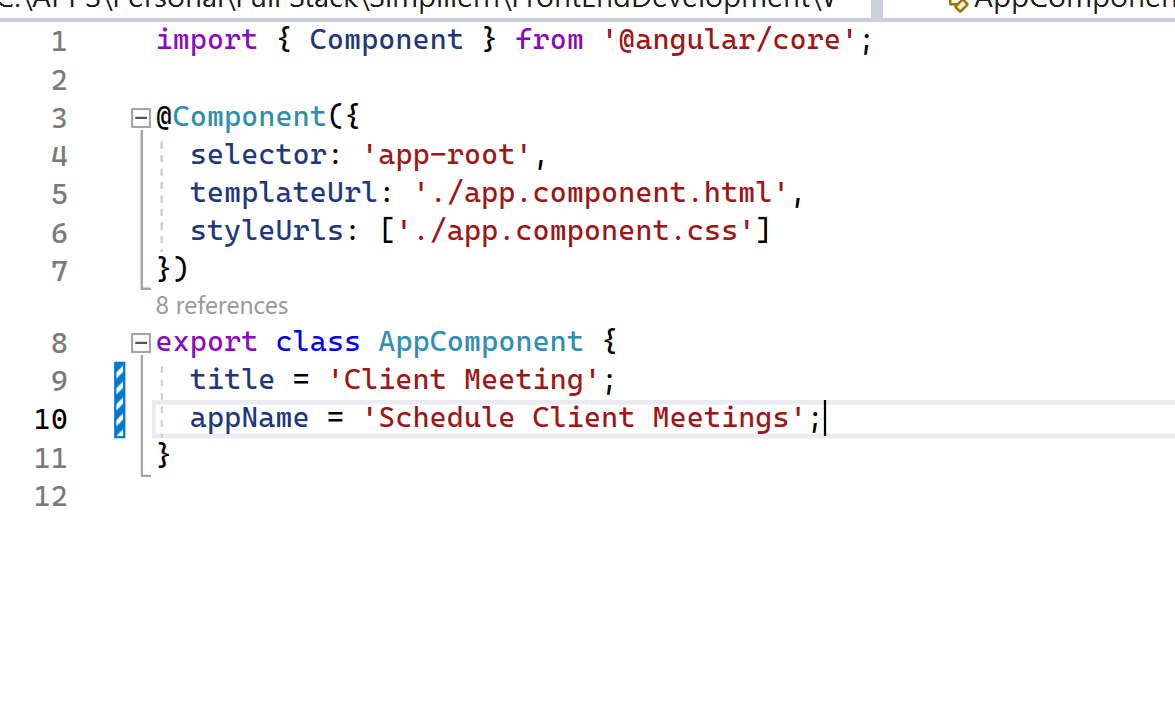 import { Component } from '@angular/core';
@Component({
selector: 'app-root',
templateUrl: './app.component.html',
styleUrls: ['./app.component.css']
})
8 references
export class AppComponent {
title = 'Client Meeting';
appName = 'Schedule Client Meetings';
}
1
2
3
4
5
6
7
8
9
10
11
12